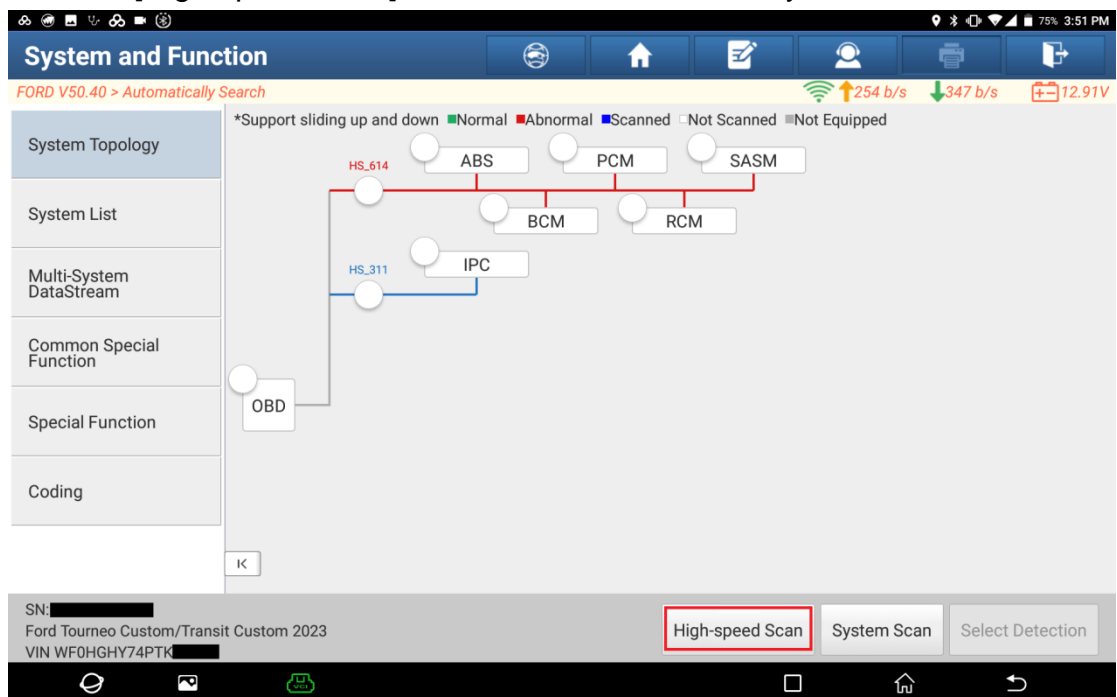 75% 3:51 PM
System and Function
FORD V50.40 > Automatically Search
254 b/s 347 b/s 12.91V
*Support sliding up and down Normal Abnormal Scanned Not Scanned Not Equipped
System Topology
System List
Multi-System
DataStream
Common Special
Function
Special Function
Coding
HS_614
ABS
PCM
SASM
BCM
RCM
HS_311
IPC
OBD
SN:
Ford Tourneo Custom/Transit Custom 2023
VIN WF0HGHY74PTK
High-speed Scan
System Scan
Select Detection
VCI